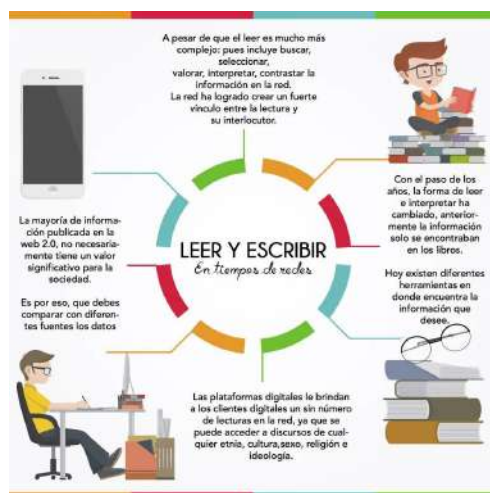 A pesar de que el leer es mucho más
complejo: pues incluye buscar,
seleccionar,
valorar, interpretar, contrastar la
información en la red.
La red ha logrado crear un fuerte
vínculo entre la lectura y
su interlocutor.
Con el paso de los
años, la forma de leer
e interpretar ha
cambiado, anterior-
mente la información
solo se encontraban
en los libros.
Hoy existen diferentes
herramientas en
donde encuentra la
información que
desee.
La mayoría de informa-
ción publicada en la
web 2.0, no necesaria-
mente tiene un valor
significativo para la
sociedad.
Es por eso, que debes
comparar con diferen-
tes fuentes los datos
LEER Y ESCRIBIR
En tiempos de redes
Las plataformas digitales le brindan
a los clientes digitales un sin número
de lecturas en la red, ya que se
puede acceder a discursos de cual-
quier etnia, cultura,sexo, religión e
ideología.